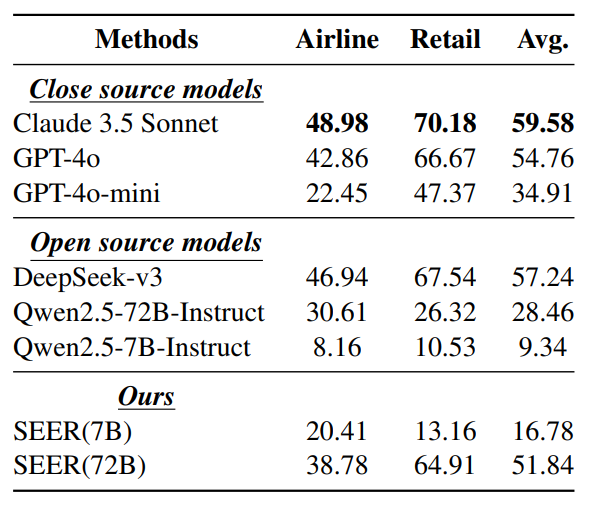 Methods Airline Retail Avg.
Close source models
Claude 3.5 Sonnet 48.98 70.18 59.58
GPT-4o 42.86 66.67 54.76
GPT-4o-mini 22.45 47.37 34.91
Open source models
DeepSeek-v3 46.94 67.54 57.24
Qwen2.5-72B-Instruct 30.61 26.32 28.46
Qwen2.5-7B-Instruct 8.16 10.53 9.34
Ours
SEER(7B) 20.41 13.16 16.78
SEER(72B) 38.78 64.91 51.84